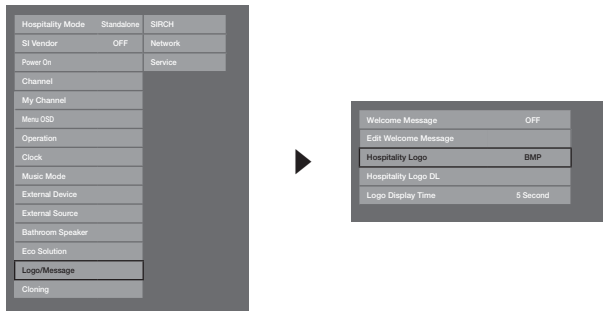 Hospitality Mode Standalone SIRCH
SI Vendor OFF Network
Power On Service
Channel
My Channel
Menu OSD
Operation
Clock
Music Mode
External Device
External Source
Bathroom Speaker
Eco Solution
Logo/Message
Cloning
Welcome Message OFF
Edit Welcome Message
Hospitality Logo BMP
Hospitality Logo DL
Logo Display Time 5 Second